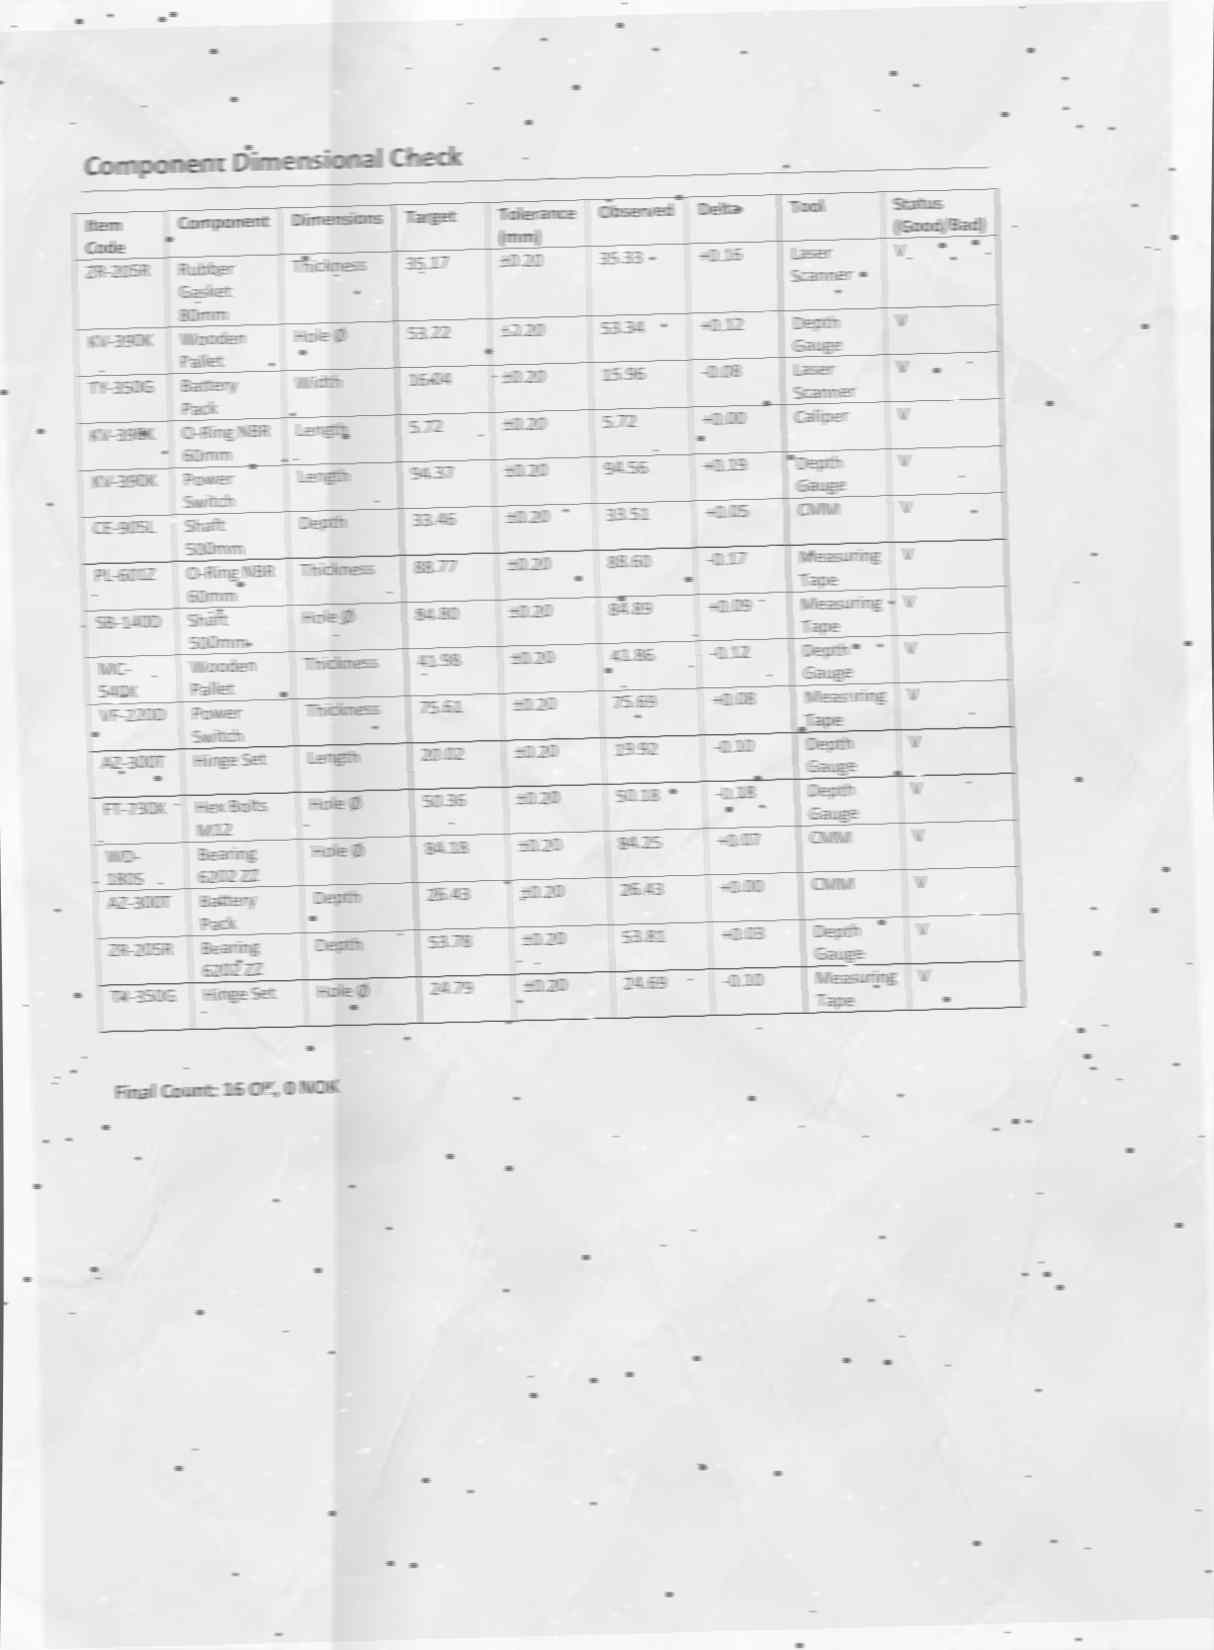 Component Dimensional Check
Item Code | Component | Dimensions | Target | Tolerance (mm) | Observed | Delta | Tool | Status (Good/Bad)
ZR-205R | Rubber Gasket 80mm | Thickness | 35.17 | ±0.20 | 35.33 | +0.16 | Laser Scanner | V
KV-390K | Wooden Pallet | Hole Ø | 53.22 | ±0.20 | 53.34 | +0.12 | Depth Gauge | V
TY-350G | Battery Pack | Width | 16.04 | ±0.20 | 15.96 | -0.08 | Laser Scanner | V
KV-390K | O-Ring NBR 60mm | Length | 5.72 | ±0.20 | 5.72 | +0.00 | Caliper | V
KV-390K | Power Switch | Length | 94.37 | ±0.20 | 94.56 | +0.19 | Depth Gauge | V
CE-905L | Shaft 500mm | Depth | 33.46 | ±0.20 | 33.51 | +0.05 | CMM | V
O-Ring NBR 60mm | Thickness | 88.77 | ±0.20 | 88.60 | -0.17 | Measuring Tape | V
SB-140D | Shaft 500mm | Hole Ø | 84.80 | ±0.20 | 84.89 | +0.09 | Measuring Tape | V
MC-540K | Wooden Pallet | Thickness | 41.98 | ±0.20 | 41.86 | -0.12 | Depth Gauge | V
VF-220D | Power Switch | Thickness | 75.61 | ±0.20 | 75.69 | +0.08 | Measuring Tape | V
AZ-300T | Hinge Set | Length | 20.02 | ±0.20 | 19.92 | -0.10 | Depth Gauge | V
FT-730K | Hex Bolts M12 | Hole Ø | 50.36 | ±0.20 | 50.18 | -0.18 | Depth Gauge | V
WD-180S | Bearing 6202 ZZ | Hole Ø | 84.18 | ±0.20 | 84.25 | +0.07 | CMM | V
AZ-300T | Battery Pack | Depth | 26.43 | ±0.20 | 26.43 | +0.00 | CMM | V
ZR-205R | Bearing 6202 ZZ | Depth | 53.78 | ±0.20 | 53.81 | +0.03 | Depth Gauge | V
TY-350G | Hinge Set | Hole Ø | 24.79 | ±0.20 | 24.69 | -0.10 | Measuring Tape | V
Final Count: 16 OK, 0 NOK